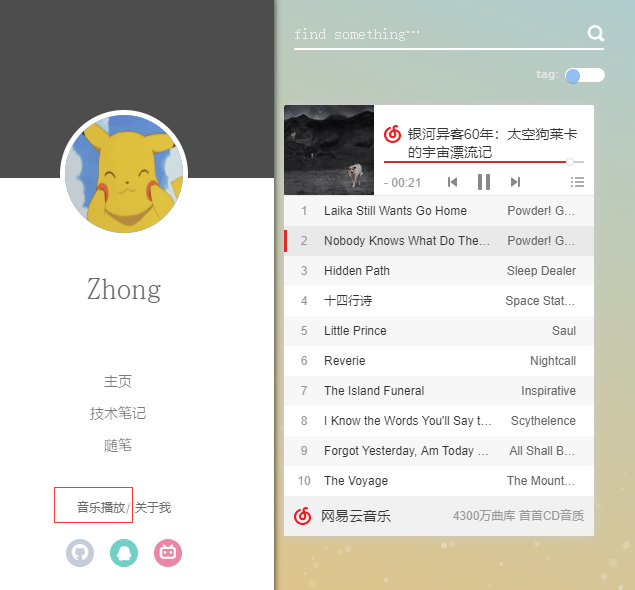 find something…
tag:
银河异客60年：太空狗莱卡
的宇宙漂流记
- 00:21
1 Laika Still Wants Go Home Powder! G...
2 Nobody Knows What Do The... Powder! G...
3 Hidden Path Sleep Dealer
4 十四行诗 Space Stat...
5 Little Prince Saul
6 Reverie Nightcall
7 The Island Funeral Inspirative
8 I Know the Words You'll Say t... Scythelence
9 Forgot Yesterday, Am Today ... All Shall B...
10 The Voyage The Mount...
网易云音乐 4300万曲库 首首CD音质
Zhong
主页
技术笔记
随笔
音乐播放/ 关于我